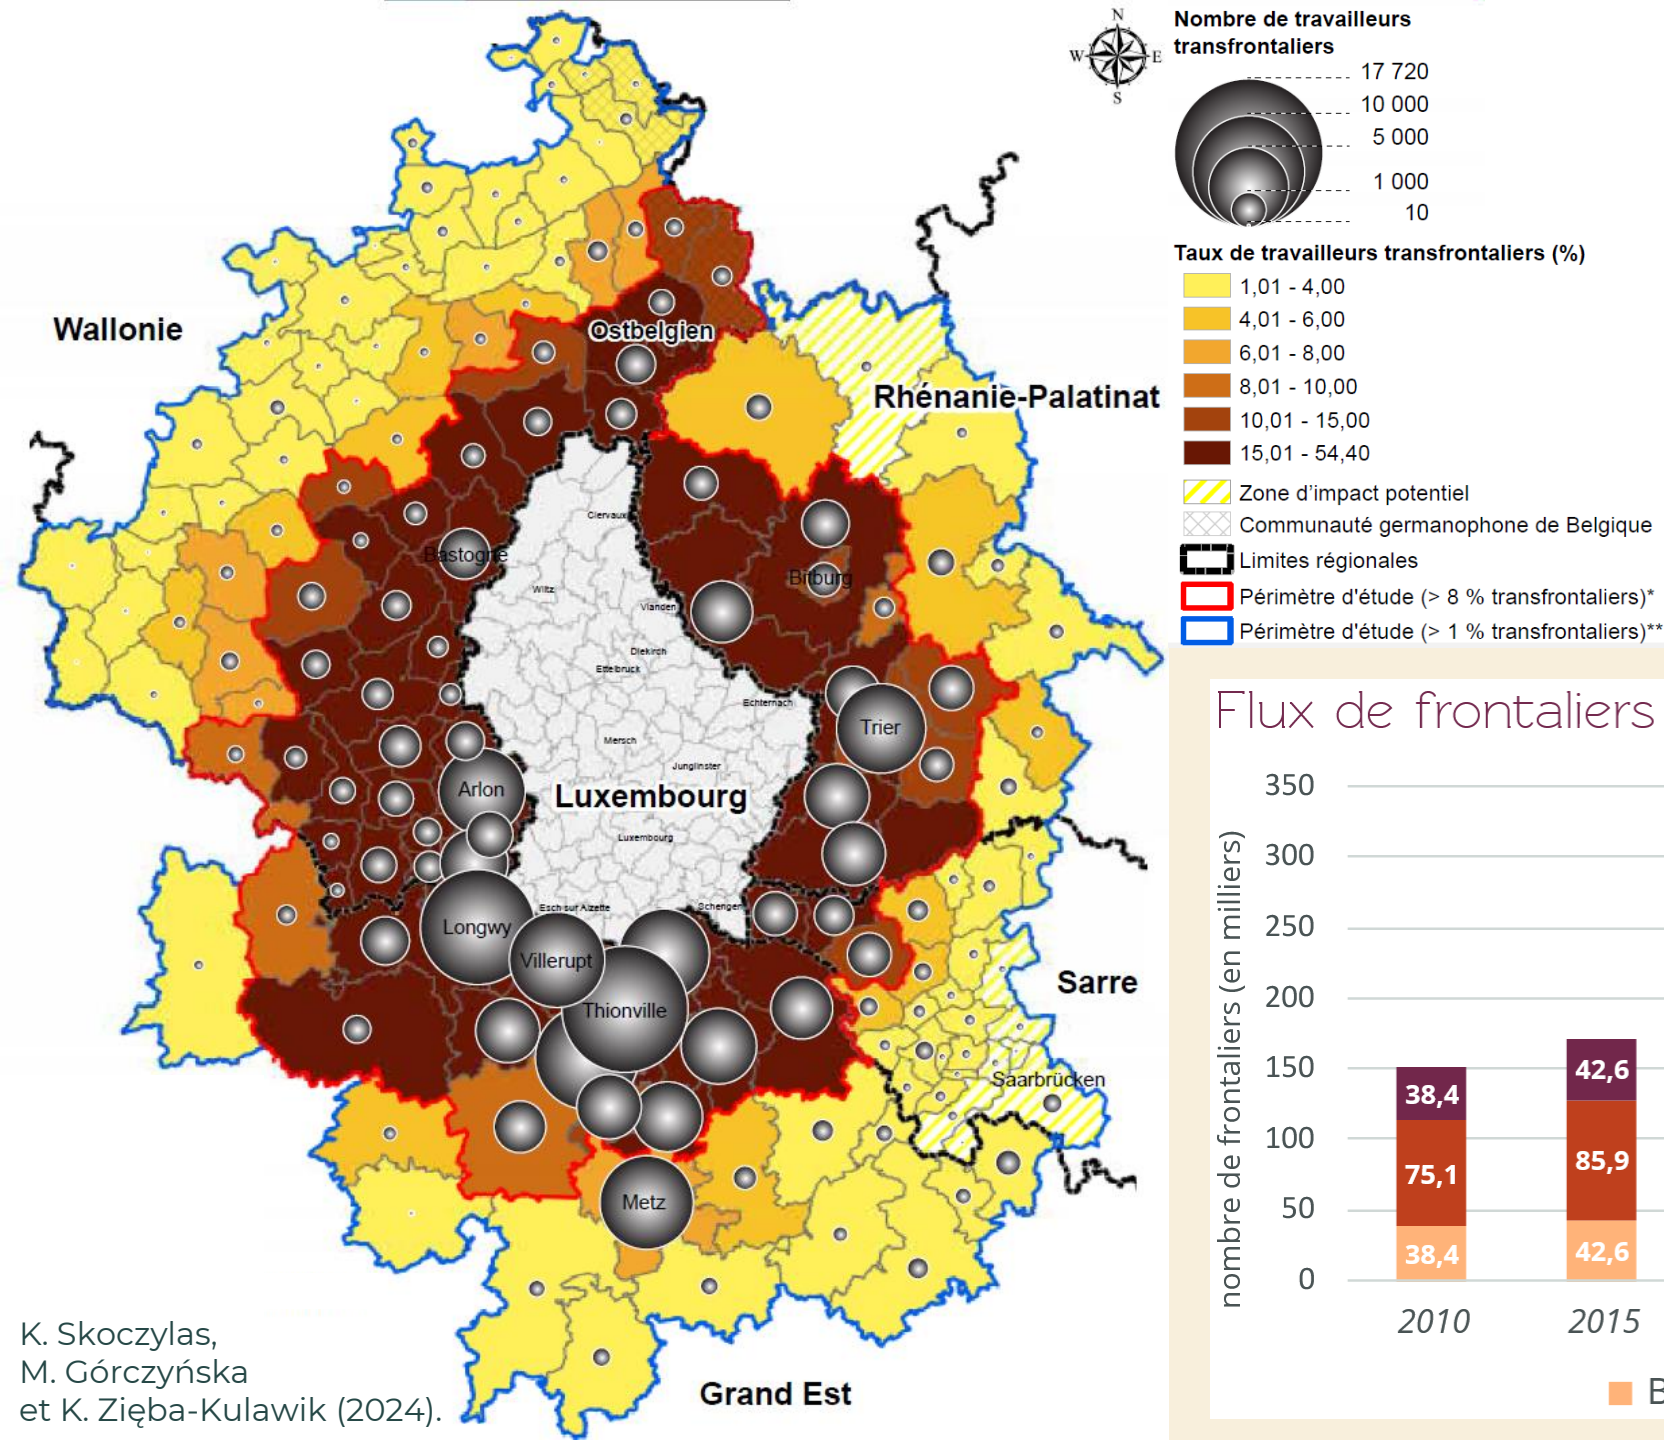 N
W
E
S
Nombre de travailleurs
transfrontaliers
17 720
10 000
5 000
1 000
10
Taux de travailleurs transfrontaliers (%)
1,01 - 4,00
4,01 - 6,00
6,01 - 8,00
8,01 - 10,00
10,01 - 15,00
15,01 - 54,40
Zone d'impact potentiel
Communauté germanophone de Belgique
Limites régionales
Périmètre d'étude (> 8 % transfrontaliers)*
Périmètre d'étude (> 1 % transfrontaliers)**
Wallonie
Ostbelgien
Rhénanie-Palatinat
Clervaux
Bastogne
Bitburg
Wiltz
Vianden
Diekirch
Ettelbruck
Echternach
Trier
Mersch
Junglinster
Arlon
Luxembourg
Luxembourg
Esch sur Alzette
Schengen
Longwy
Villerupt
Sarre
Thionville
Saarbrücken
Metz
Grand Est
K. Skoczylas,
M. Górczyńska
et K. Zięba-Kulawik (2024).
Flux de frontaliers
nombre de frontaliers (en milliers)
350
300
250
200
150
100
50
0
38,4
75,1
38,4
42,6
85,9
42,6
2010
2015
B